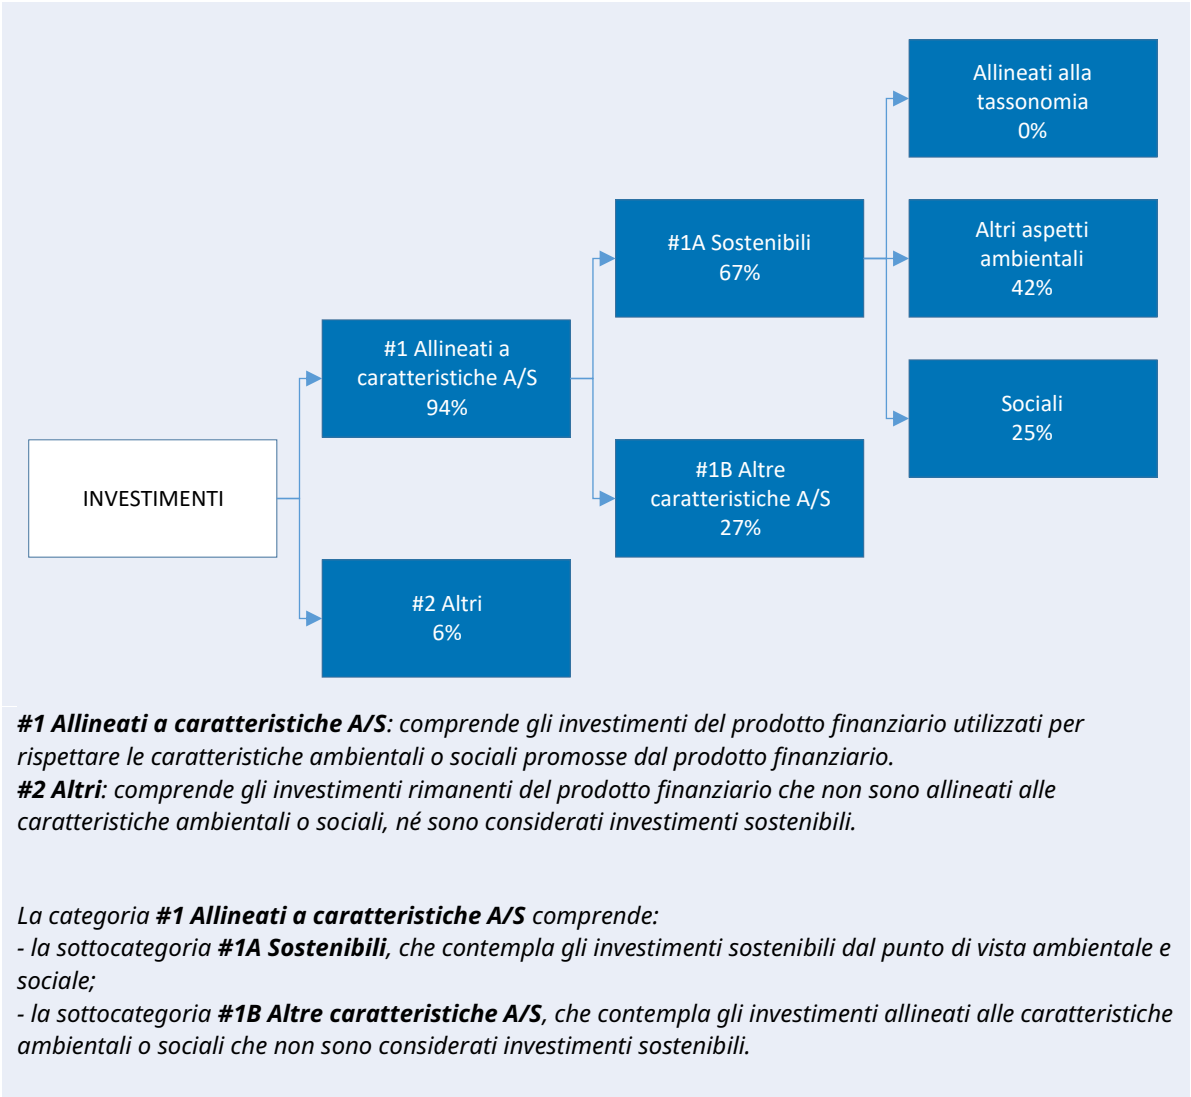 Allineati alla
tassonomia
0%
#1A Sostenibili
67%
Altri aspetti
ambientali
42%
#1 Allineati a
caratteristiche A/S
94%
Sociali
25%
INVESTIMENTI
#1B Altre
caratteristiche A/S
27%
#2 Altri
6%
#1 Allineati a caratteristiche A/S: comprende gli investimenti del prodotto finanziario utilizzati per
rispettare le caratteristiche ambientali o sociali promosse dal prodotto finanziario.
#2 Altri: comprende gli investimenti rimanenti del prodotto finanziario che non sono allineati alle
caratteristiche ambientali o sociali, né sono considerati investimenti sostenibili.
La categoria #1 Allineati a caratteristiche A/S comprende:
- la sottocategoria #1A Sostenibili, che contempla gli investimenti sostenibili dal punto di vista ambientale e
sociale;
- la sottocategoria #1B Altre caratteristiche A/S, che contempla gli investimenti allineati alle caratteristiche
ambientali o sociali che non sono considerati investimenti sostenibili.